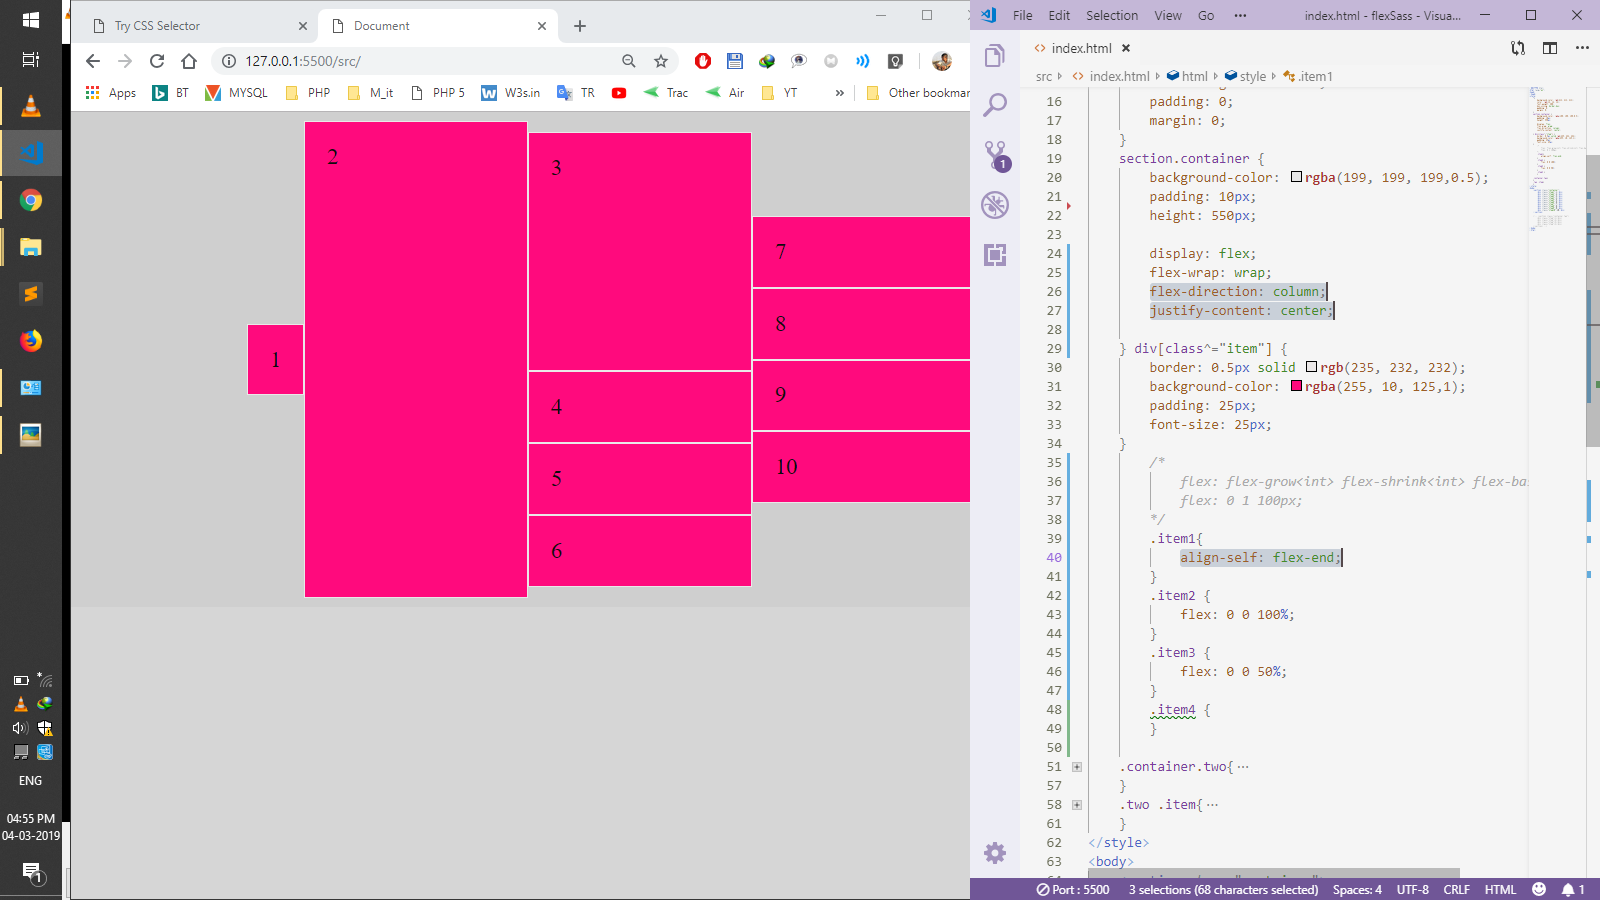 Try CSS Selector
Document
127.0.0.1:5500/src/
Apps
BT
MYSQL
PHP
M_it
PHP 5
W3s.in
TR
Trac
Air
YT
»
Other bookmar
1
2
3
4
5
6
7
8
9
10
ENG
04:55 PM
04-03-2019
1
File Edit Selection View Go ••• index.html - flexSass - Visua...
index.html
src index.html html style .item1
1
16 padding: 0;
17 margin: 0;
18 }
19 section.container {
20 background-color: rgba(199, 199, 199,0.5);
21 padding: 10px;
22 height: 550px;
23
24 display: flex;
25 flex-wrap: wrap;
26 flex-direction: column;
27 justify-content: center;
28
29 } div[class^="item"] {
30 border: 0.5px solid rgb(235, 232, 232);
31 background-color: rgba(255, 10, 125,1);
32 padding: 25px;
33 font-size: 25px;
34 }
35 /*
36 flex: flex-grow<int> flex-shrink<int> flex-ba
37 flex: 0 1 100px;
38 */
39 .item1{
40 align-self: flex-end;
41 }
42 .item2 {
43 flex: 0 0 100%;
44 }
45 .item3 {
46 flex: 0 0 50%;
47 }
48 .item4 {
49 }
50
51 .container.two{ ···
57 }
58 .two .item{ ···
61 }
62 </style>
63 <body>
Port : 5500 3 selections (68 characters selected) Spaces: 4 UTF-8 CRLF HTML 1